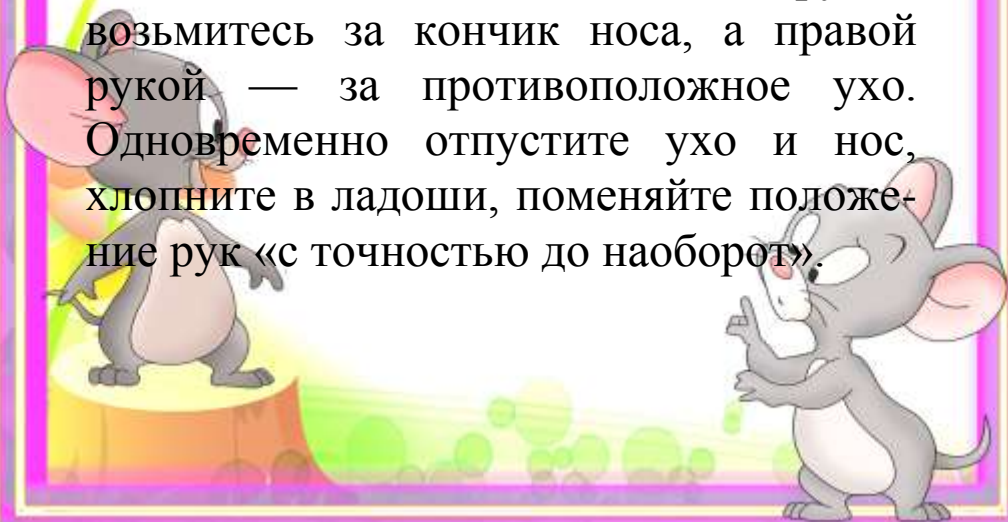 возьмитесь за кончик носа, а правой
рукой — за противоположное ухо.
Одновременно отпустите ухо и нос,
хлопните в ладоши, поменяйте положе-
ние рук «с точностью до наоборот».